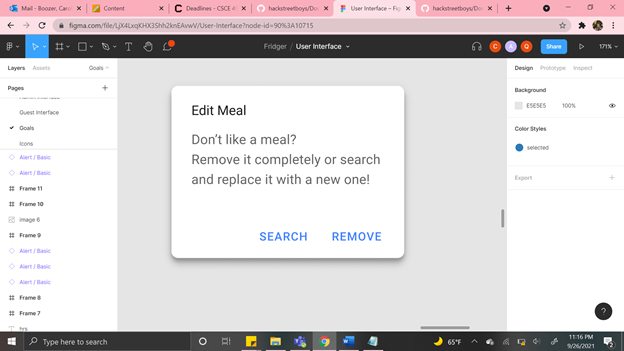 Mail - Boozer, Carol
Content
Deadlines - CSCE 4
hackstreetboys/Doc
User Interface – Fig
hackstreetboys/Do
figma.com/file/LjX4LxqKHX3Shh2knEAvwV/User-Interface?node-id=90%3A10715
Fridger / User Interface
C
A
Q
Share
171%
Layers
Assets
Goals
Design
Prototype
Inspect
Pages
Guest Interface
Goals
Icons
Alert / Basic
Alert / Basic
Frame 11
Frame 10
image 6
Frame 9
Alert / Basic
Alert / Basic
Alert / Basic
Frame 8
Frame 7
hrs
Edit Meal
Don't like a meal?
Remove it completely or search
and replace it with a new one!
SEARCH
REMOVE
Background
E5E5E5
100%
Color Styles
selected
Export
?
Type here to search
65°F
11:16 PM
9/26/2021
2